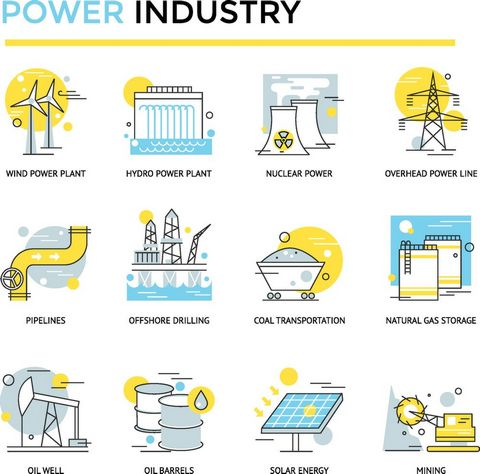 POWER INDUSTRY
WIND POWER PLANT
HYDRO POWER PLANT
NUCLEAR POWER
OVERHEAD POWER LINE
PIPELINES
OFFSHORE DRILLING
COAL TRANSPORTATION
NATURAL GAS STORAGE
OIL WELL
OIL BARRELS
SOLAR ENERGY
MINING